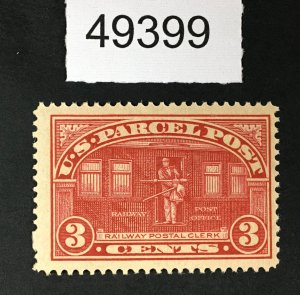 49399
U.S. PARCEL POST
RAILWAY POST OFFICE
RAILWAY POSTAL CLERK
3 CENTS. 3